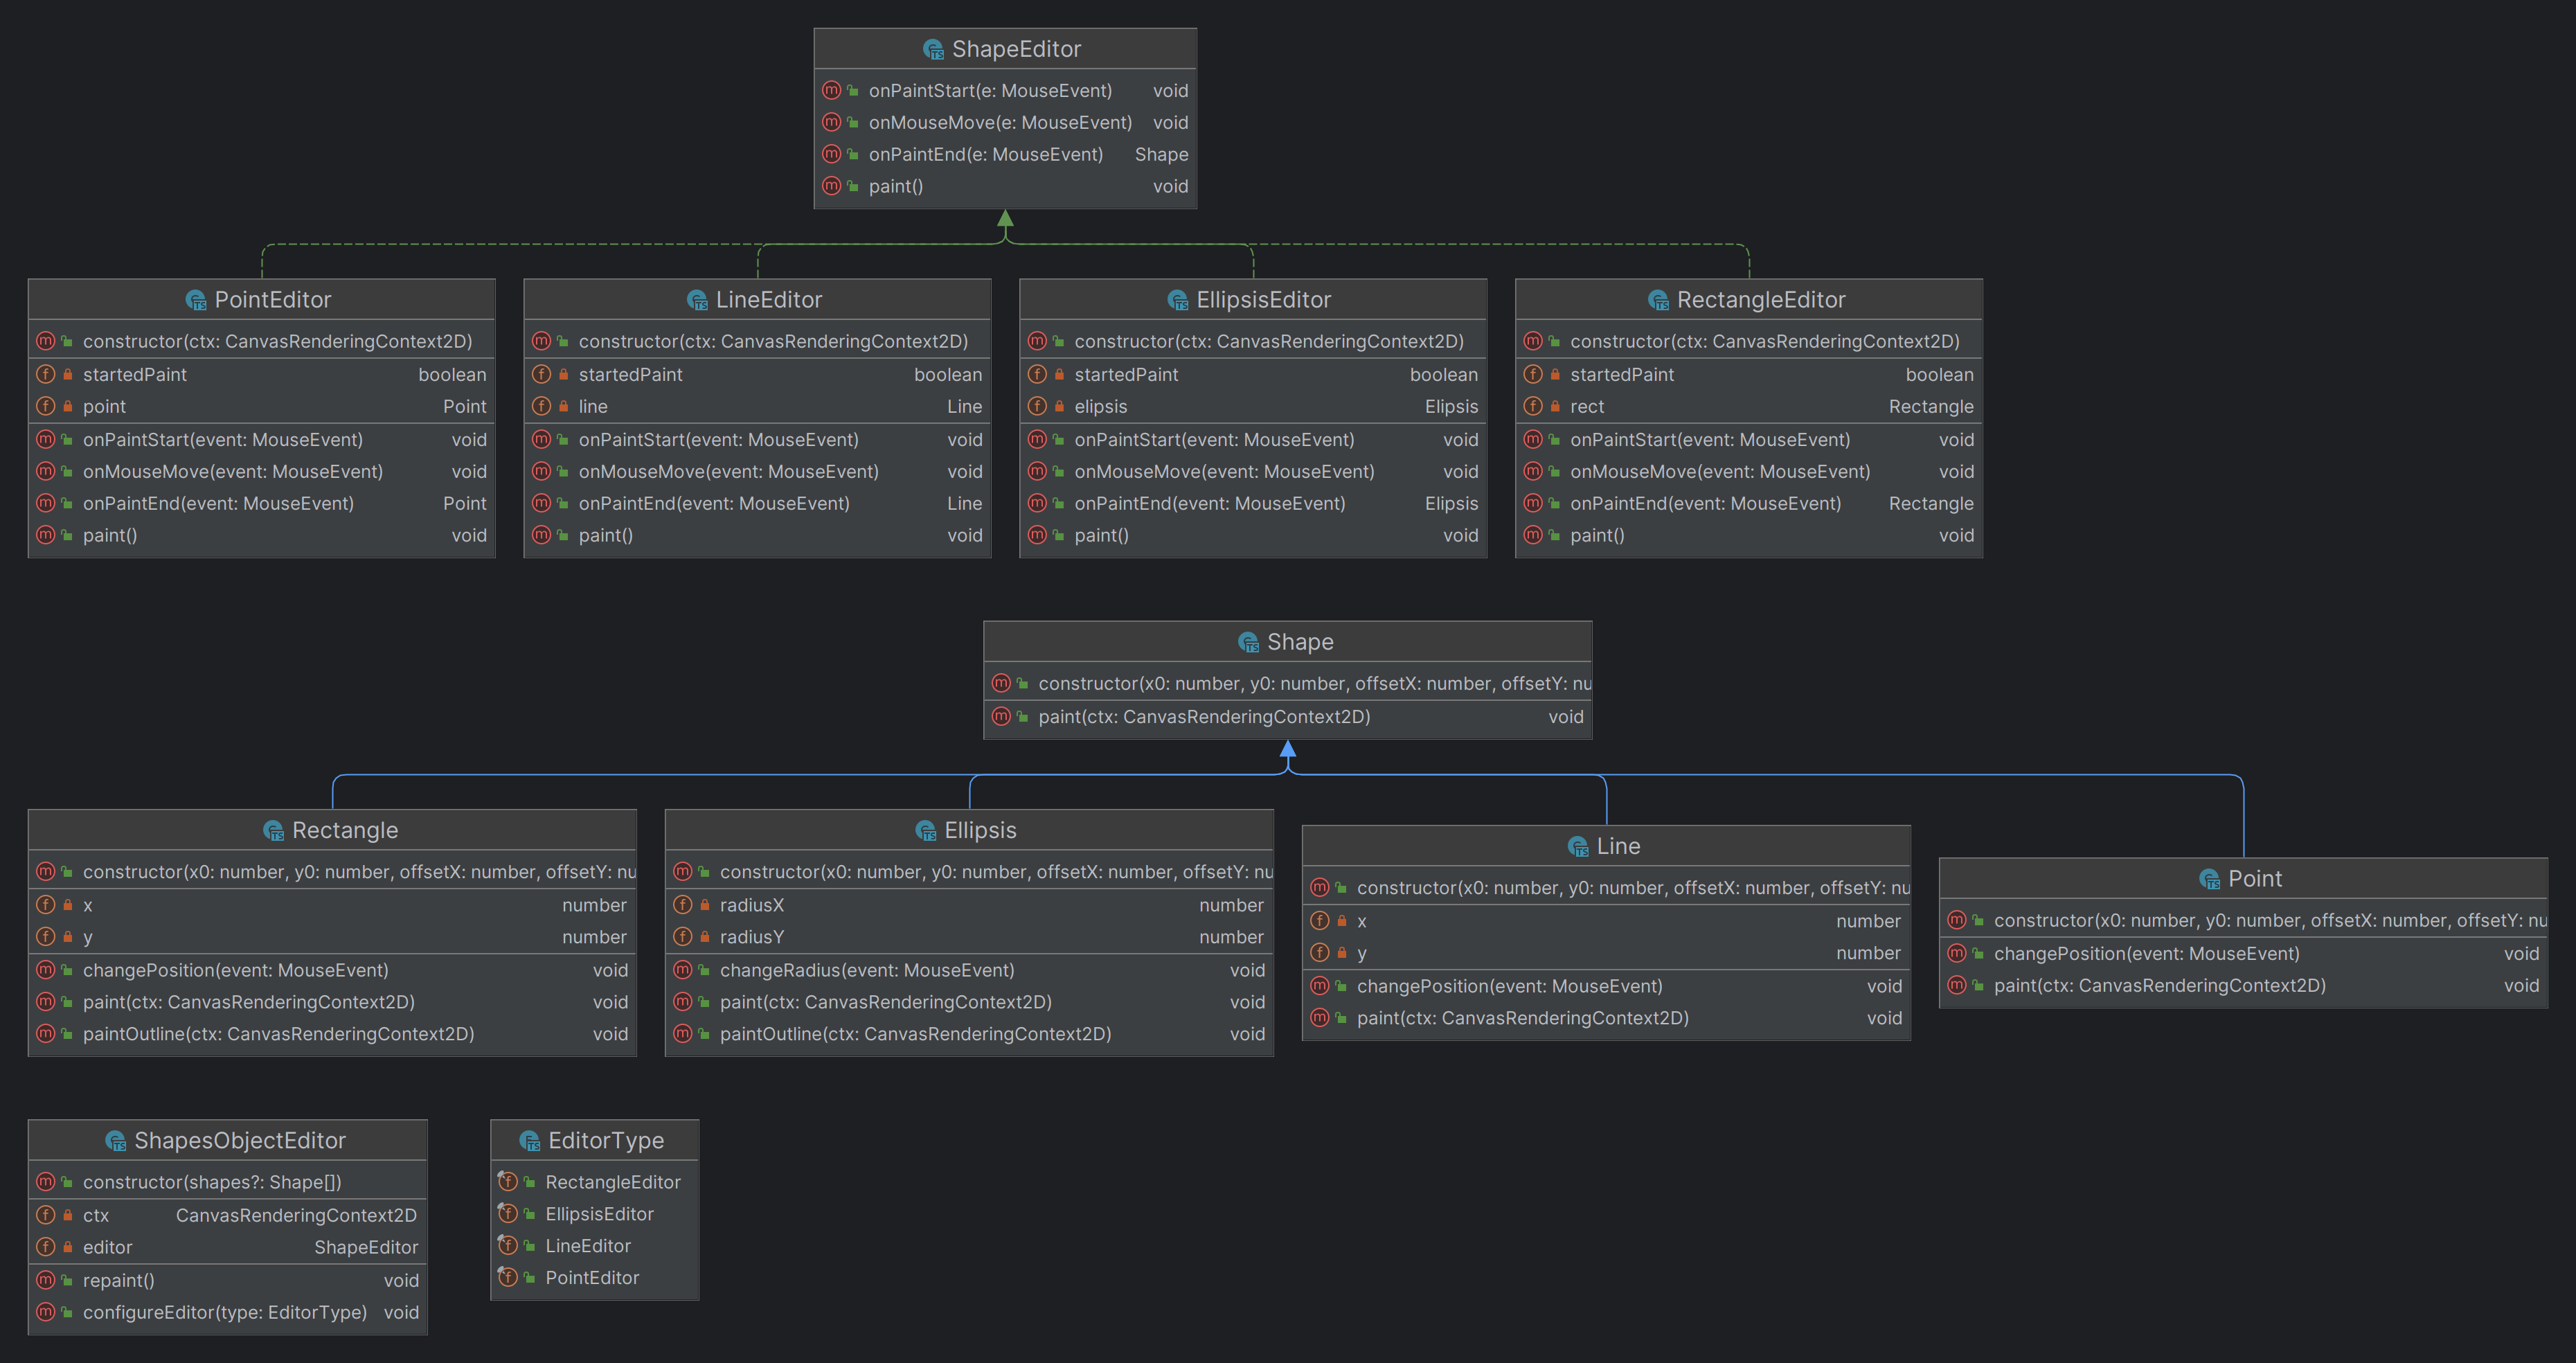 ShapeEditor
onPaintStart(e: MouseEvent) void
onMouseMove(e: MouseEvent) void
onPaintEnd(e: MouseEvent) Shape
paint() void
PointEditor
constructor(ctx: CanvasRenderingContext2D)
startedPaint boolean
point Point
onPaintStart(event: MouseEvent) void
onMouseMove(event: MouseEvent) void
onPaintEnd(event: MouseEvent) Point
paint() void
LineEditor
constructor(ctx: CanvasRenderingContext2D)
startedPaint boolean
line Line
onPaintStart(event: MouseEvent) void
onMouseMove(event: MouseEvent) void
onPaintEnd(event: MouseEvent) Line
paint() void
EllipsisEditor
constructor(ctx: CanvasRenderingContext2D)
startedPaint boolean
elipsis Elipsis
onPaintStart(event: MouseEvent) void
onMouseMove(event: MouseEvent) void
onPaintEnd(event: MouseEvent) Elipsis
paint() void
RectangleEditor
constructor(ctx: CanvasRenderingContext2D)
startedPaint boolean
rect Rectangle
onPaintStart(event: MouseEvent) void
onMouseMove(event: MouseEvent) void
onPaintEnd(event: MouseEvent) Rectangle
paint() void
Shape
constructor(x0: number, y0: number, offsetX: number, offsetY: nu
paint(ctx: CanvasRenderingContext2D) void
Rectangle
constructor(x0: number, y0: number, offsetX: number, offsetY: nu
x number
y number
changePosition(event: MouseEvent) void
paint(ctx: CanvasRenderingContext2D) void
paintOutline(ctx: CanvasRenderingContext2D) void
Ellipsis
constructor(x0: number, y0: number, offsetX: number, offsetY: nu
radiusX number
radiusY number
changeRadius(event: MouseEvent) void
paint(ctx: CanvasRenderingContext2D) void
paintOutline(ctx: CanvasRenderingContext2D) void
Line
constructor(x0: number, y0: number, offsetX: number, offsetY: nu
x number
y number
changePosition(event: MouseEvent) void
paint(ctx: CanvasRenderingContext2D) void
Point
constructor(x0: number, y0: number, offsetX: number, offsetY: nu
changePosition(event: MouseEvent) void
paint(ctx: CanvasRenderingContext2D) void
ShapesObjectEditor
constructor(shapes?: Shape[])
ctx CanvasRenderingContext2D
editor ShapeEditor
repaint() void
configureEditor(type: EditorType) void
EditorType
RectangleEditor
EllipsisEditor
LineEditor
PointEditor